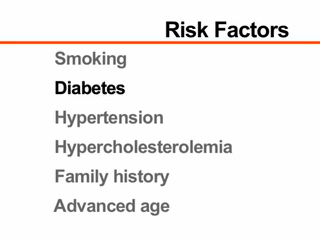 Risk Factors
Smoking
Diabetes
Hypertension
Hypercholesterolemia
Family history
Advanced age